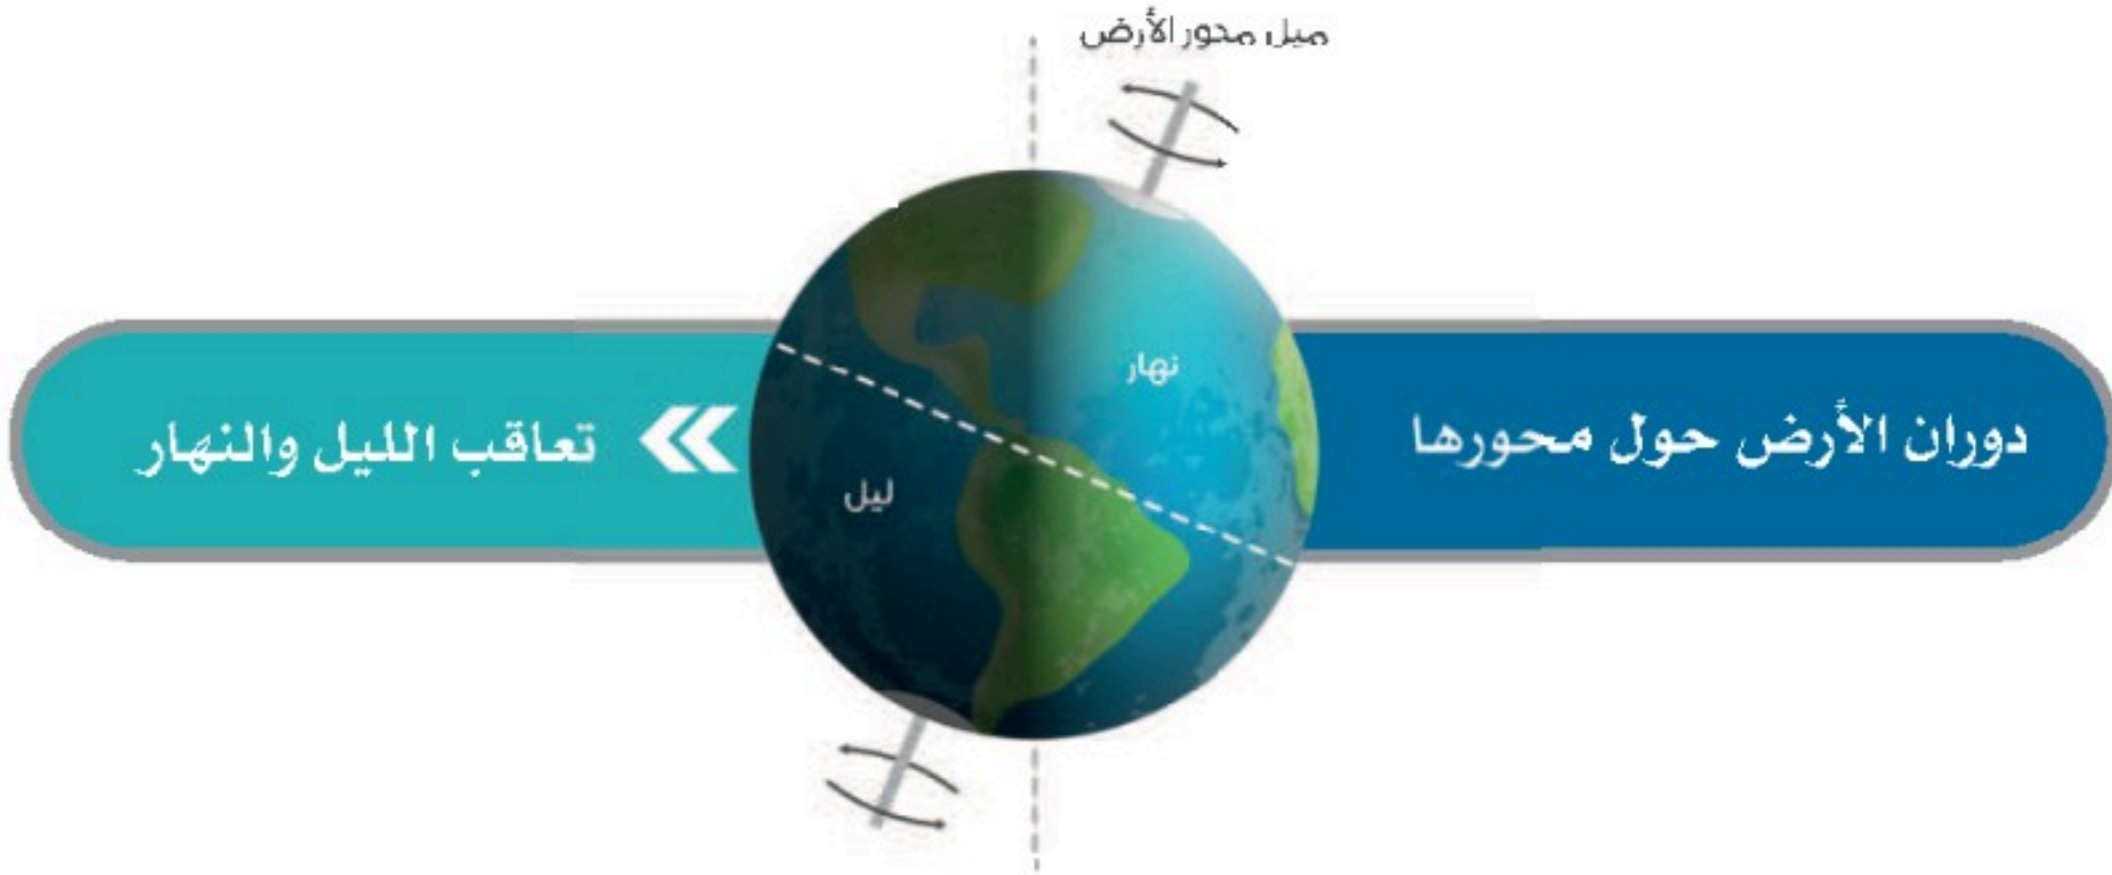 ميل محور الأرض
دوران الأرض حول محورها
نهار
ليل
تعاقب الليل والنهار